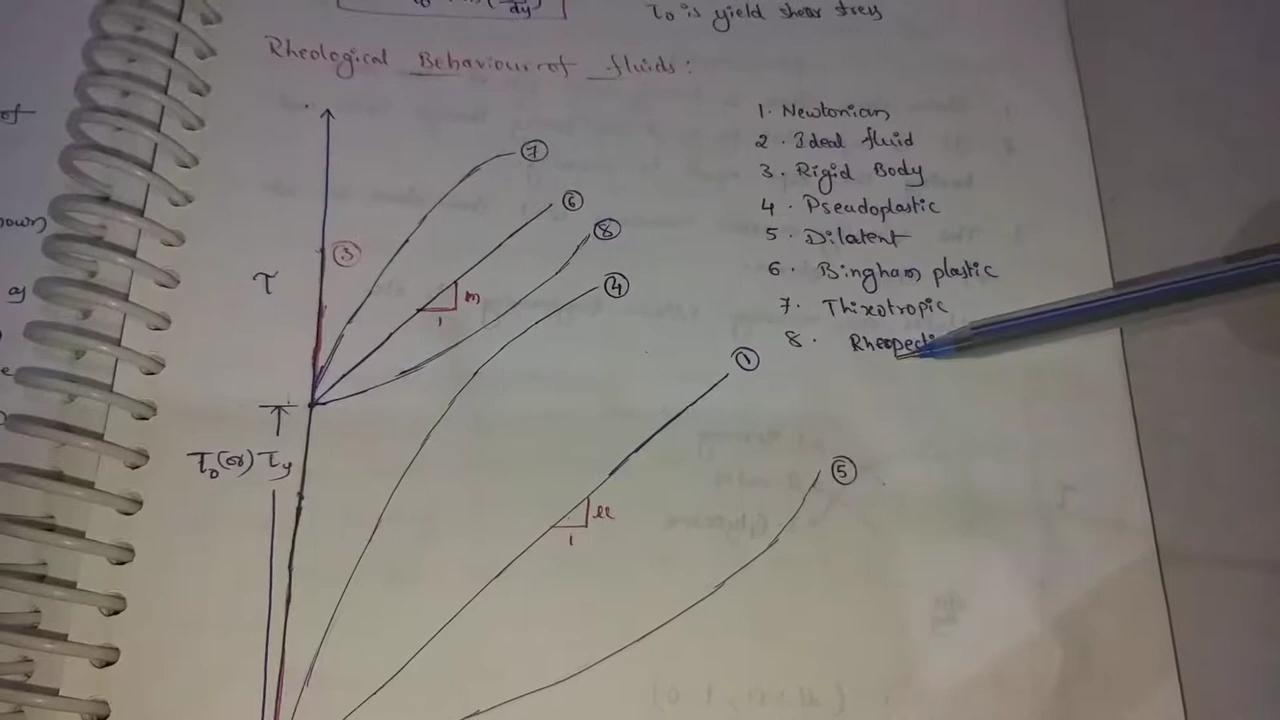 dy
τ₀ is yield shear stress
Rheological Behaviour of fluids:
1. Newtonian
2. Ideal fluid
3. Rigid Body
4. Pseudoplastic
5. Dilatent
6. Bingham plastic
7. Thixotropic
8.
⑦
⑥
⑧
③
④
τ
m
1
①
τ₀ (or) τy
⑤
μ
1
of